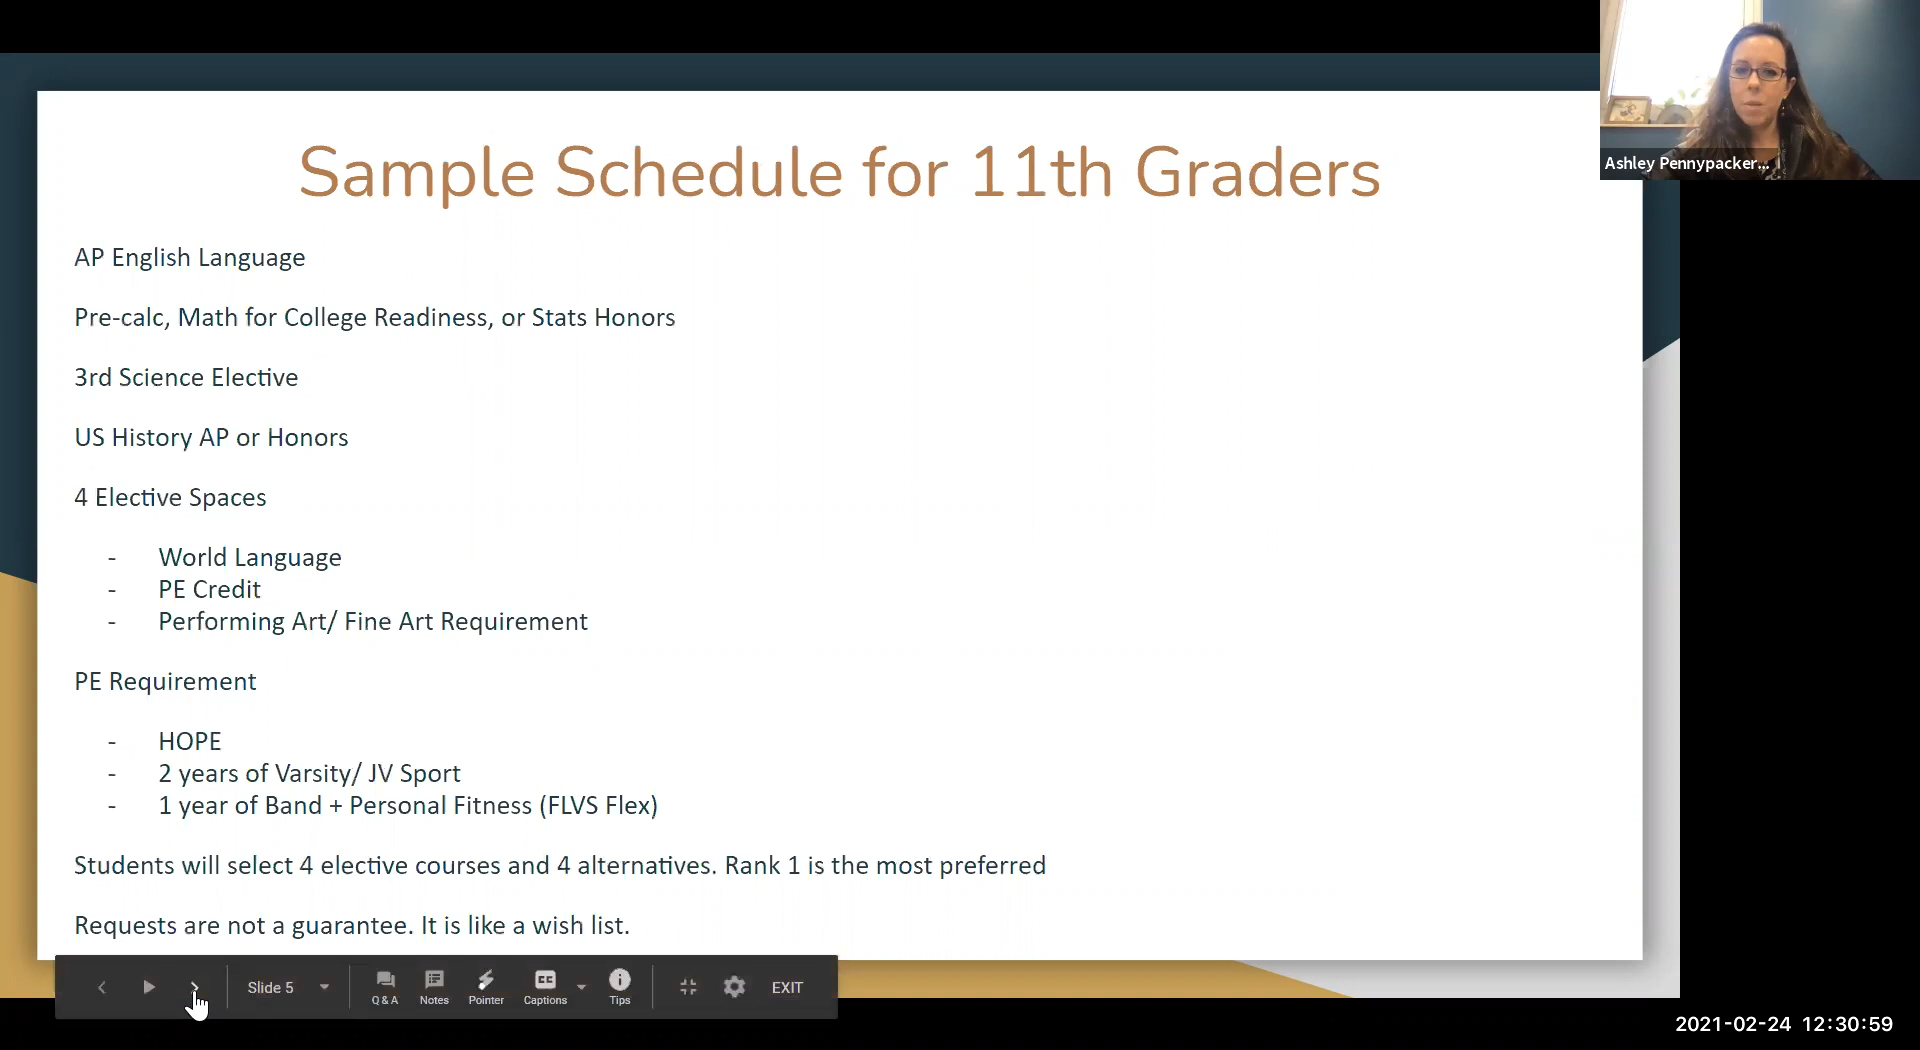 Sample Schedule for 11th Graders
AP English Language
Pre-calc, Math for College Readiness, or Stats Honors
3rd Science Elective
US History AP or Honors
4 Elective Spaces
- World Language
- PE Credit
- Performing Art/ Fine Art Requirement
PE Requirement
- HOPE
- 2 years of Varsity/ JV Sport
- 1 year of Band + Personal Fitness (FLVS Flex)
Students will select 4 elective courses and 4 alternatives. Rank 1 is the most preferred
Requests are not a guarantee. It is like a wish list.
Ashley Pennypacker...
Slide 5
Q & A
Notes
Pointer
CC
Captions
Tips
EXIT
2021-02-24 12:30:59